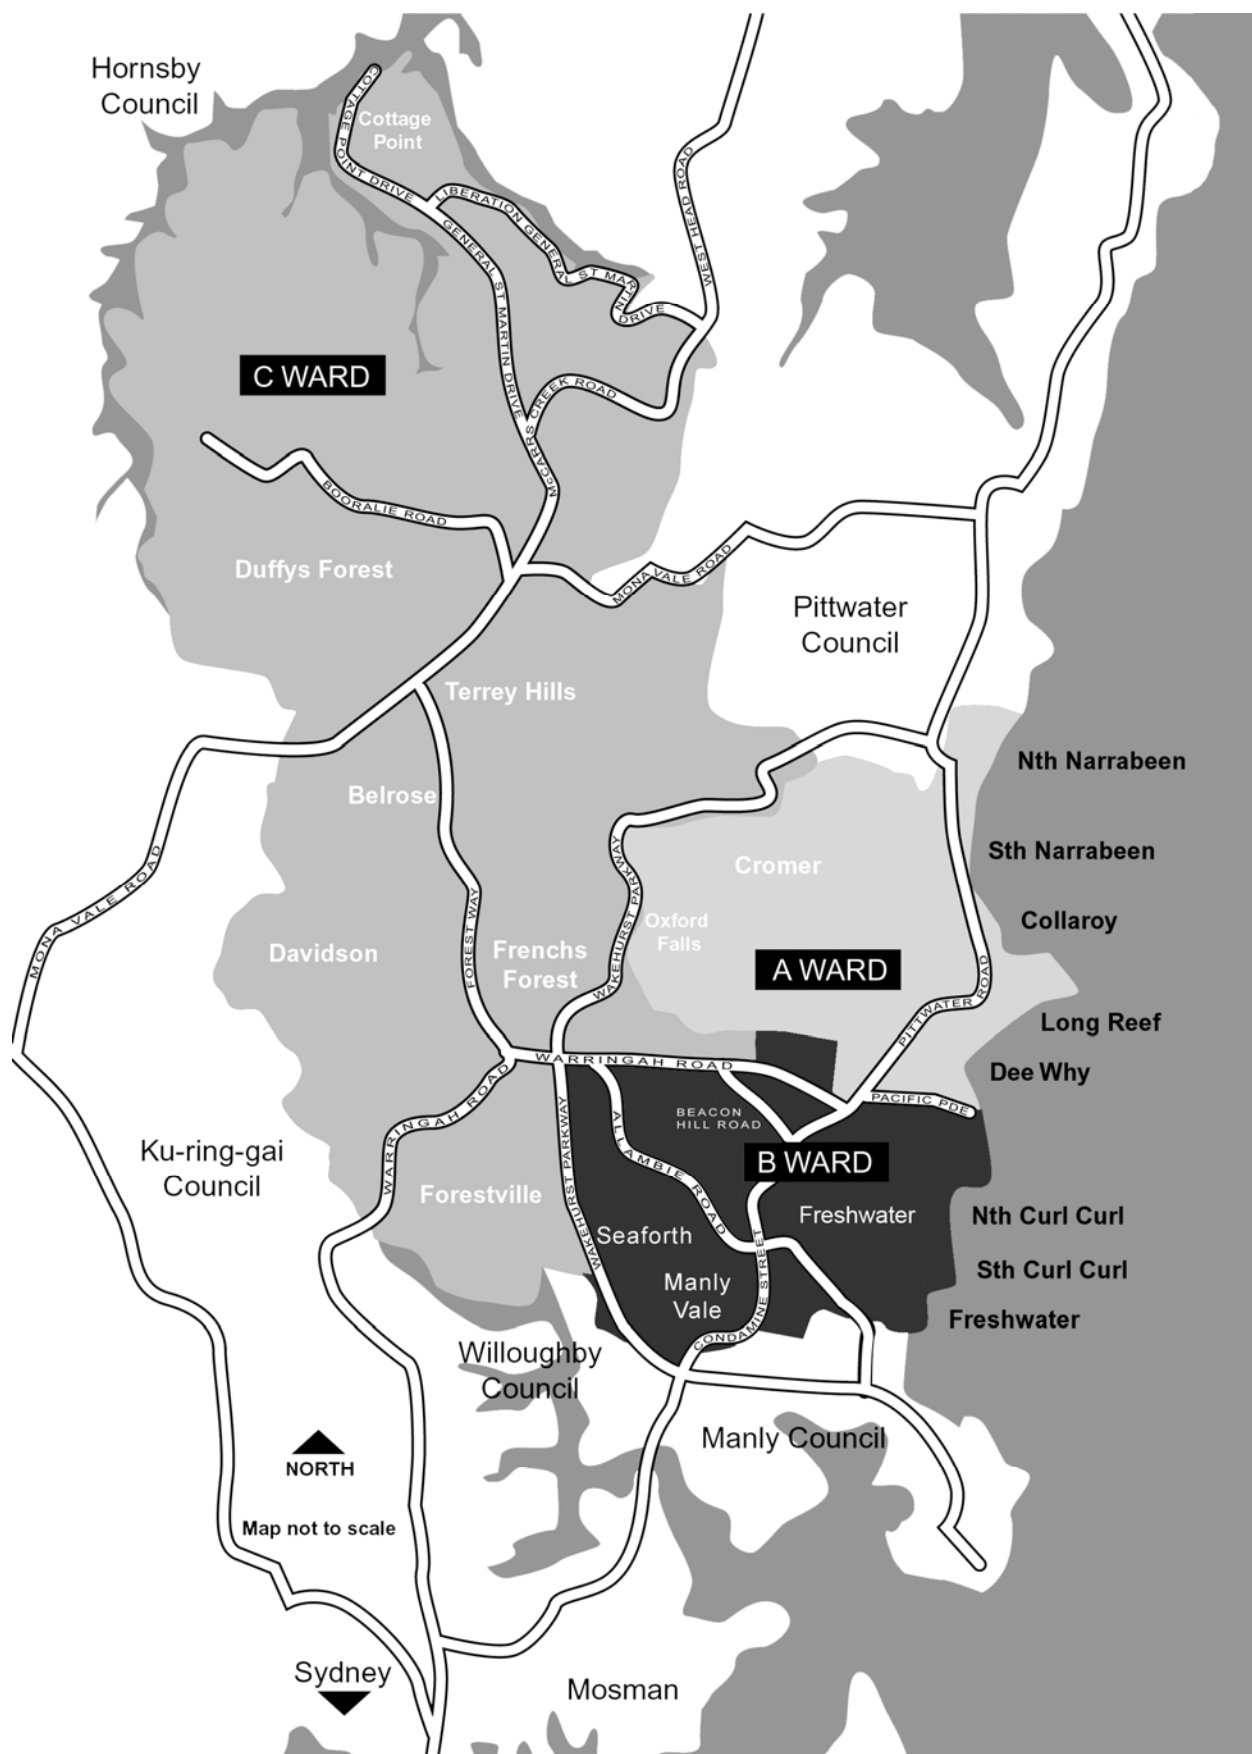 Hornsby
Council
COTTAGE POINT DRIVE
Cottage
Point
LIBERATION GENERAL ST MARTIN DRIVE
GENERAL ST MARTIN DRIVE
WEST HEAD ROAD
C WARD
McCARRS CREEK ROAD
BOORALIE ROAD
Duffys Forest
MONA VALE ROAD
Pittwater
Council
Terrey Hills
Nth Narrabeen
Belrose
MONA VALE ROAD
WAKEHURST PARKWAY
Cromer
Sth Narrabeen
Oxford
Falls
Collaroy
Davidson
FOREST WAY
Frenchs
Forest
A WARD
PITTWATER ROAD
Long Reef
WARRINGAH ROAD
Dee Why
WARRINGAH ROAD
PACIFIC PDE
BEACON
HILL ROAD
ALLAMBIE ROAD
WAKEHURST PARKWAY
Ku-ring-gai
Council
B WARD
Forestville
Freshwater
Nth Curl Curl
Seaforth
CONDAMINE STREET
Sth Curl Curl
Manly
Vale
Freshwater
Willoughby
Council
Manly Council
NORTH
Map not to scale
Sydney
Mosman